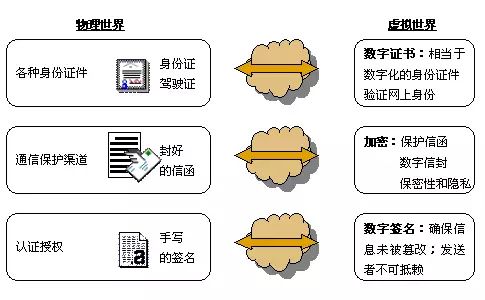 物理世界
虚拟世界
各种身份证件
身份证
驾驶证
数字证书：相当于
数字化的身份证件
验证网上身份
通信保护渠道
封好
的信函
加密：保护信函
数字信封
保密性和隐私
认证授权
手写
的签名
数字签名：确保信
息未被篡改；发送
者不可抵赖